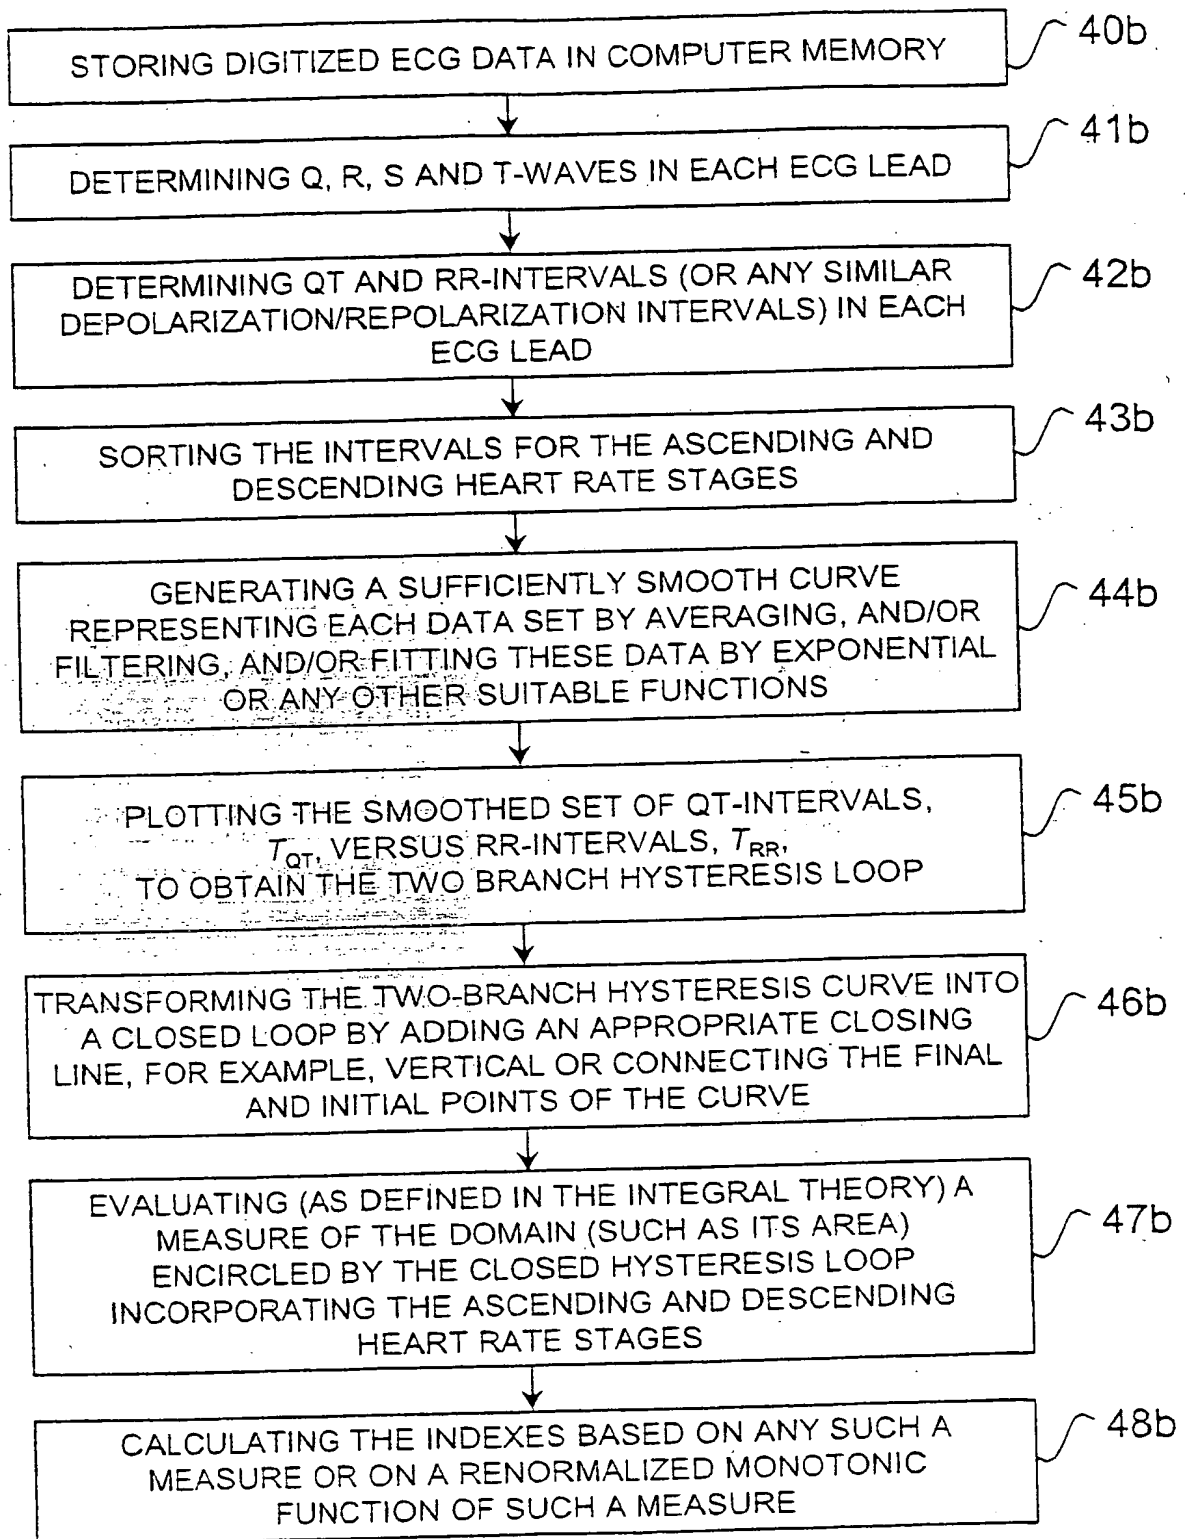 STORING DIGITIZED ECG DATA IN COMPUTER MEMORY
40b
DETERMINING Q, R, S AND T-WAVES IN EACH ECG LEAD
41b
DETERMINING QT AND RR-INTERVALS (OR ANY SIMILAR
DEPOLARIZATION/REPOLARIZATION INTERVALS) IN EACH
ECG LEAD
42b
SORTING THE INTERVALS FOR THE ASCENDING AND
DESCENDING HEART RATE STAGES
43b
GENERATING A SUFFICIENTLY SMOOTH CURVE
REPRESENTING EACH DATA SET BY AVERAGING, AND/OR
FILTERING, AND/OR FITTING THESE DATA BY EXPONENTIAL
OR ANY OTHER SUITABLE FUNCTIONS
44b
PLOTTING THE SMOOTHED SET OF QT-INTERVALS,
TQT, VERSUS RR-INTERVALS, TRR,
TO OBTAIN THE TWO BRANCH HYSTERESIS LOOP
45b
TRANSFORMING THE TWO-BRANCH HYSTERESIS CURVE INTO
A CLOSED LOOP BY ADDING AN APPROPRIATE CLOSING
LINE, FOR EXAMPLE, VERTICAL OR CONNECTING THE FINAL
AND INITIAL POINTS OF THE CURVE
46b
EVALUATING (AS DEFINED IN THE INTEGRAL THEORY) A
MEASURE OF THE DOMAIN (SUCH AS ITS AREA)
ENCIRCLED BY THE CLOSED HYSTERESIS LOOP
INCORPORATING THE ASCENDING AND DESCENDING
HEART RATE STAGES
47b
CALCULATING THE INDEXES BASED ON ANY SUCH A
MEASURE OR ON A RENORMALIZED MONOTONIC
FUNCTION OF SUCH A MEASURE
48b